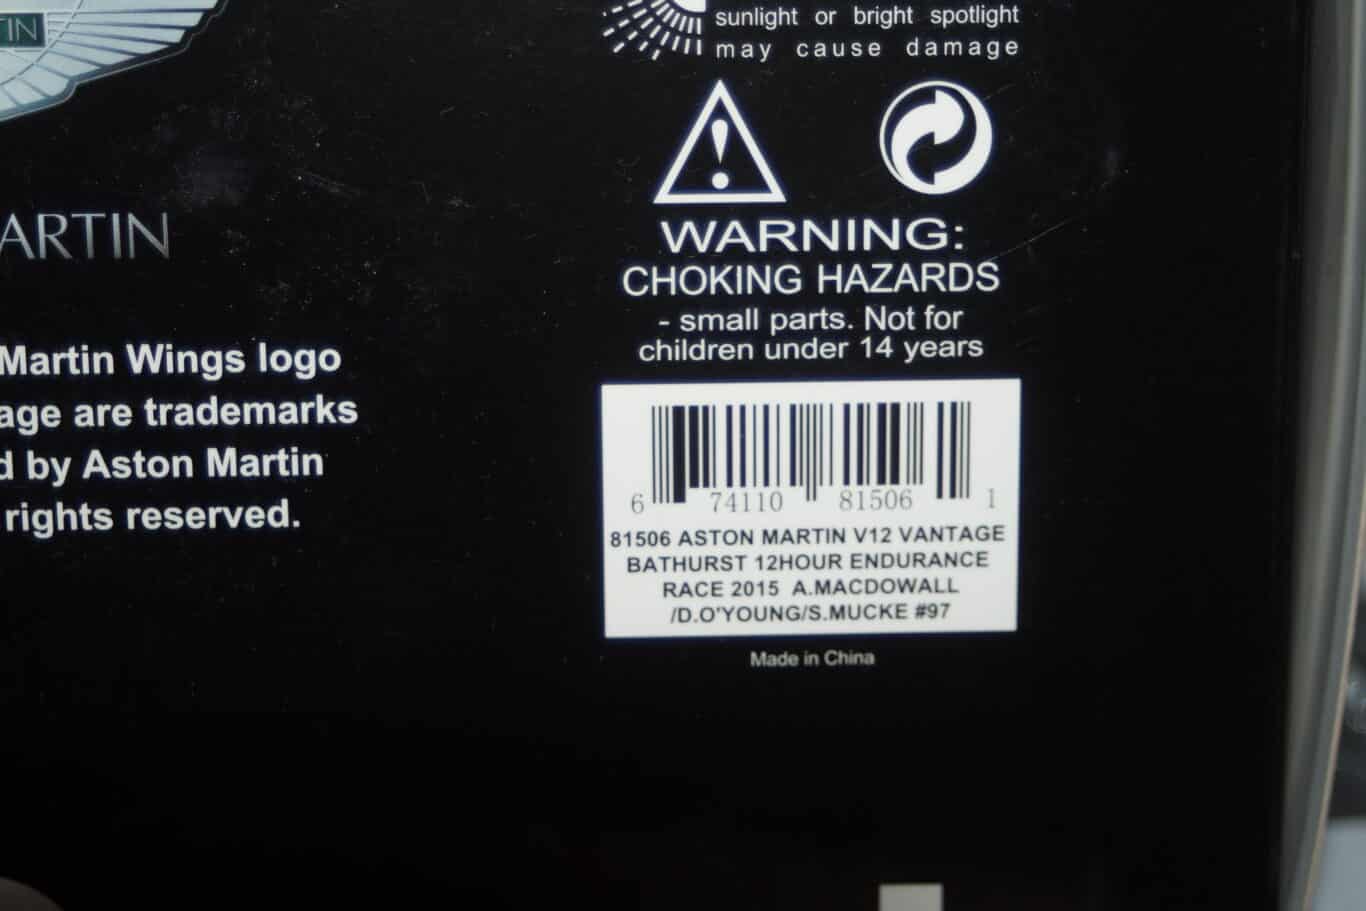 TIN
ARTIN
Martin Wings logo
age are trademarks
d by Aston Martin
rights reserved.
sunlight or bright spotlight
may cause damage
WARNING:
CHOKING HAZARDS
- small parts. Not for
children under 14 years
6 74110 81506 1
81506 ASTON MARTIN V12 VANTAGE
BATHURST 12HOUR ENDURANCE
RACE 2015 A.MACDOWALL
/D.O'YOUNG/S.MUCKE #97
Made in China